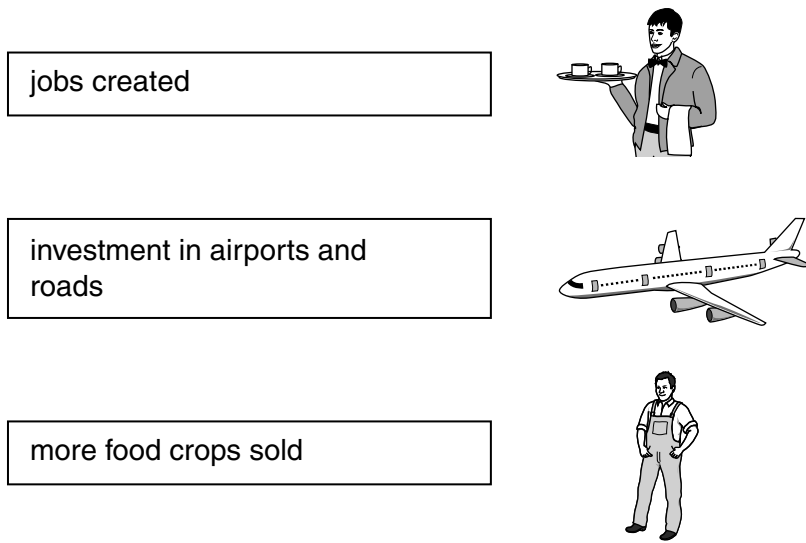 jobs created
investment in airports and
roads
more food crops sold